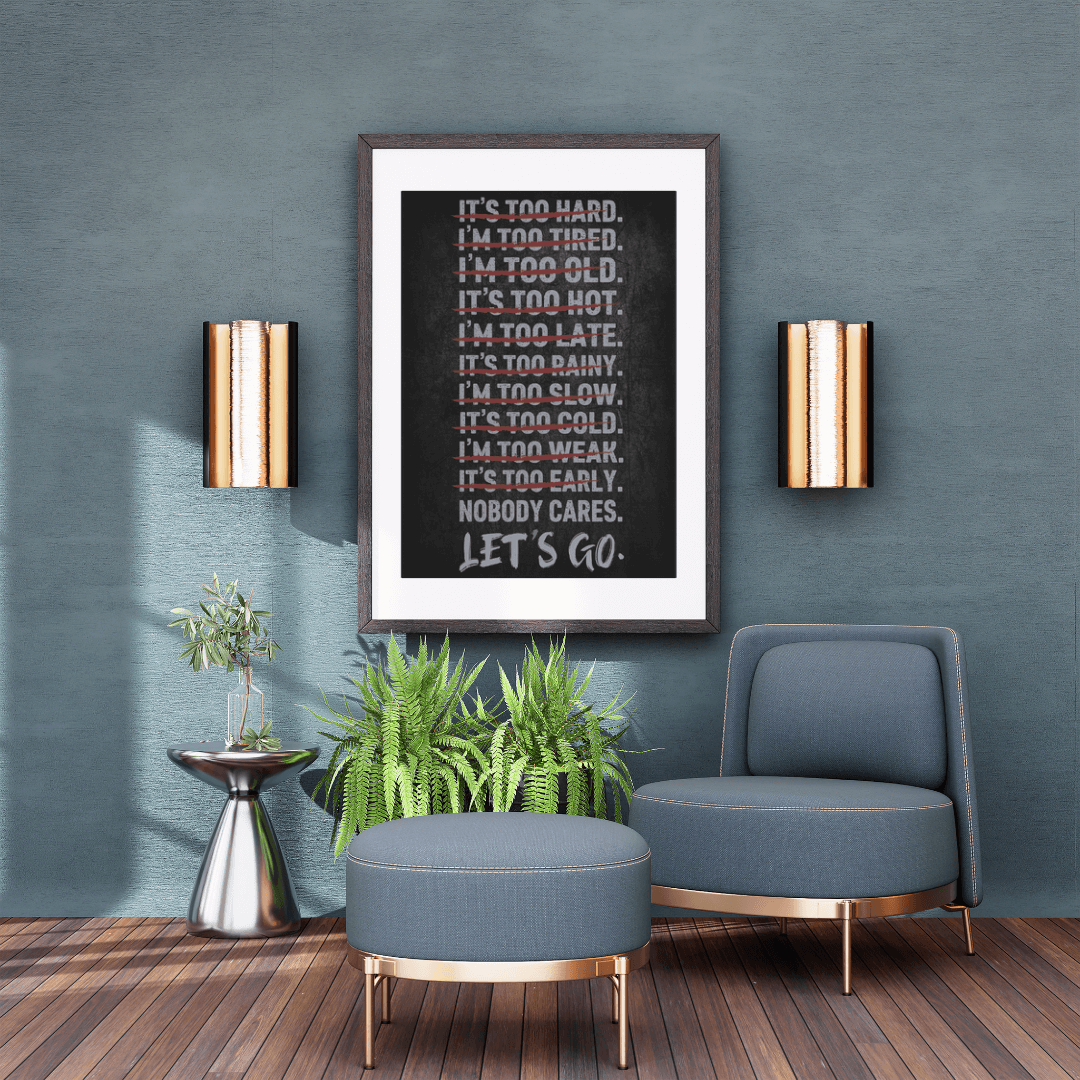 IT'S TOO HARD.
I'M TOO TIRED.
I'M TOO OLD.
IT'S TOO HOT.
I'M TOO LATE.
IT'S TOO RAINY.
I'M TOO SLOW.
IT'S TOO COLD.
I'M TOO WEAK.
IT'S TOO EARLY.
NOBODY CARES.
LET'S GO.